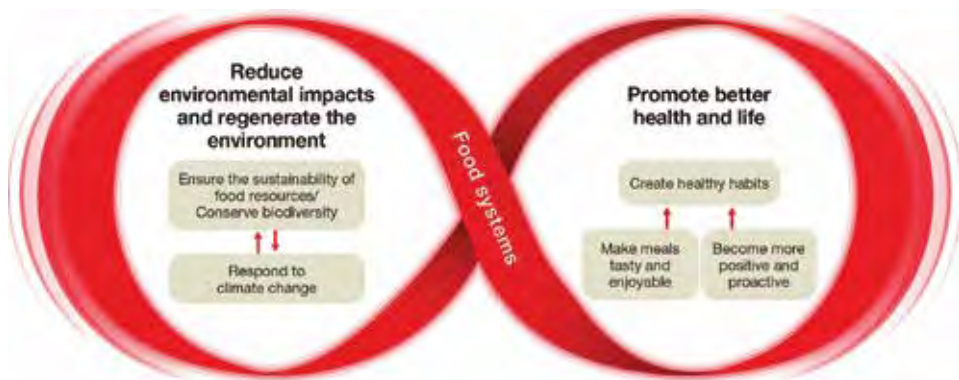 Reduce
environmental impacts
and regenerate the
environment
Ensure the sustainability of
food resources/
Conserve biodiversity
Respond to
climate change
Food systems
Promote better
health and life
Create healthy habits
Make meals
tasty and
enjoyable
Become more
positive and
proactive